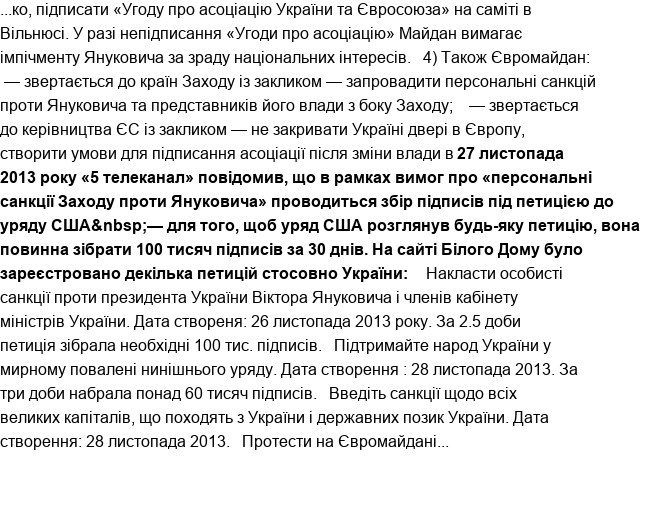 ...ко, підписати «Угоду про асоціацію України та Євросоюза» на саміті в
Вільнюсі. У разі непідписання «Угоди про асоціацію» Майдан вимагає
імпічменту Януковича за зраду національних інтересів.   4) Також Євромайдан:
 — звертається до країн Заходу із закликом — запровадити персональні санкцій
проти Януковича та представників його влади з боку Заходу;    — звертається
до керівництва ЄС із закликом — не закривати Україні двері в Європу,
створити умови для підписання асоціації після зміни влади в 27 листопада
2013 року «5 телеканал» повідомив, що в рамках вимог про «персональні
санкції Заходу проти Януковича» проводиться збір підписів під петицією до
уряду США&nbsp;— для того, щоб уряд США розглянув будь-яку петицію, вона
повинна зібрати 100 тисяч підписів за 30 днів. На сайті Білого Дому було
зареєстровано декілька петицій стосовно України:    Накласти особисті
санкції проти президента України Віктора Януковича і членів кабінету
міністрів України. Дата створеня: 26 листопада 2013 року. За 2.5 доби
петиція зібрала необхідні 100 тис. підписів.   Підтримайте народ України у
мирному повалені нинішнього уряду. Дата створення : 28 листопада 2013. За
три доби набрала понад 60 тисяч підписів.   Введіть санкції щодо всіх
великих капіталів, що походять з України і державних позик України. Дата
створення: 28 листопада 2013.   Протести на Євромайдані...